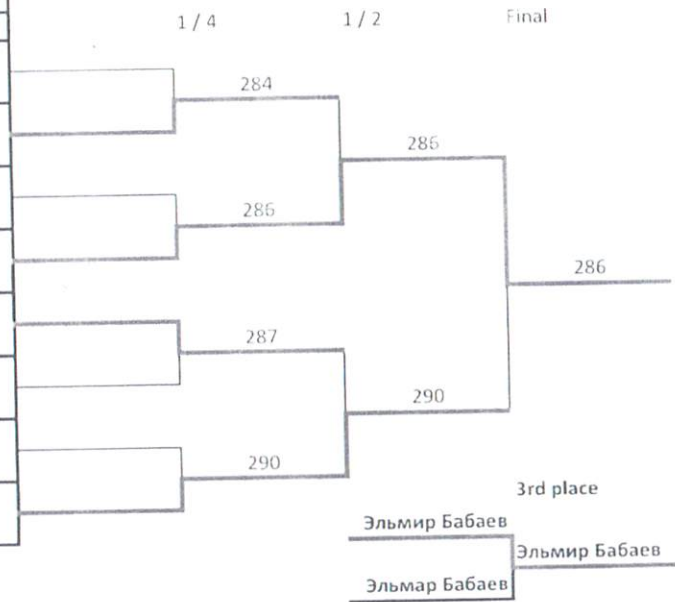 1 / 4 1 / 2 Final
284
286
286
286
287
290
290
3rd place
Эльмир Бабаев
Эльмир Бабаев
Эльмар Бабаев